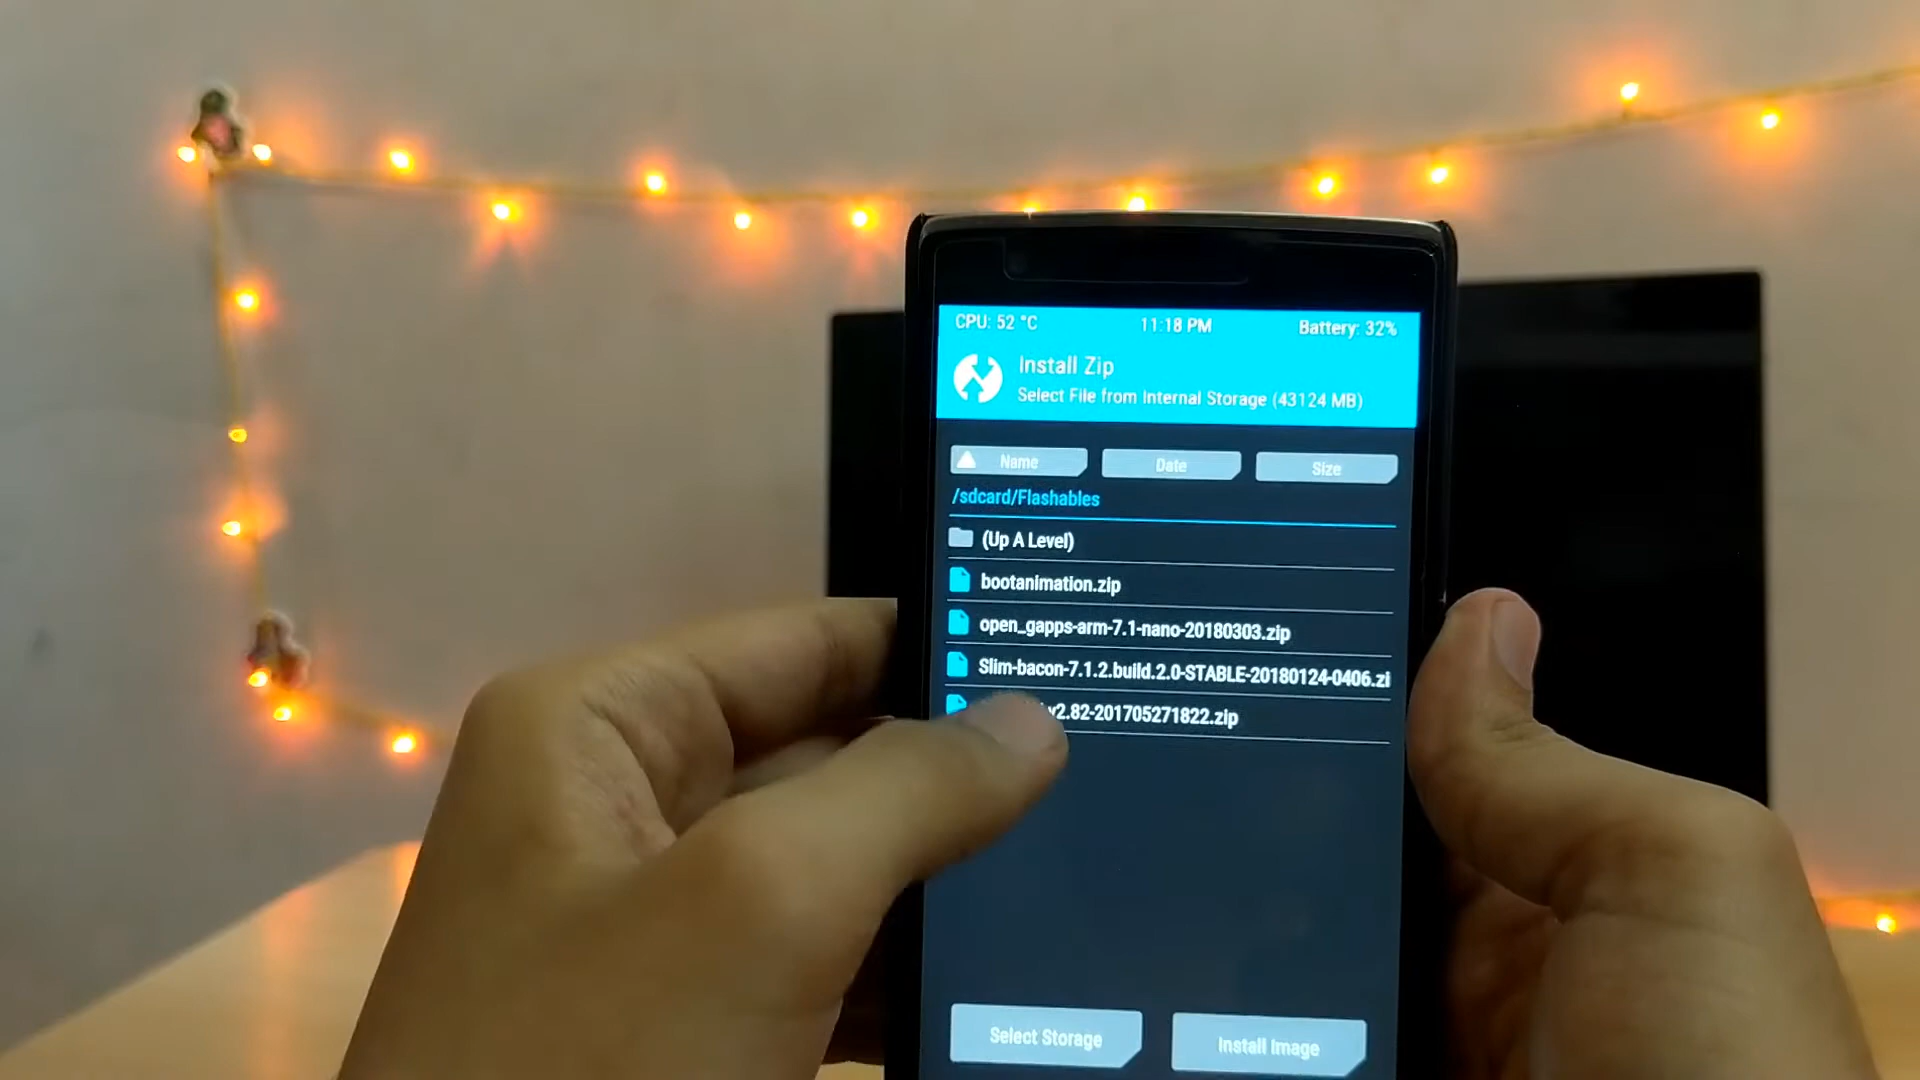 CPU: 52 °C 11:18 PM Battery: 32%
Install Zip
Select File from Internal Storage (43124 MB)
Name Date Size
/sdcard/Flashables
(Up A Level)
bootanimation.zip
open_gapps-arm-7.1-nano-20180303.zip
Slim-bacon-7.1.2.build.2.0-STABLE-20180124-0406.zi
v2.82-201705271822.zip
Select Storage Install Image